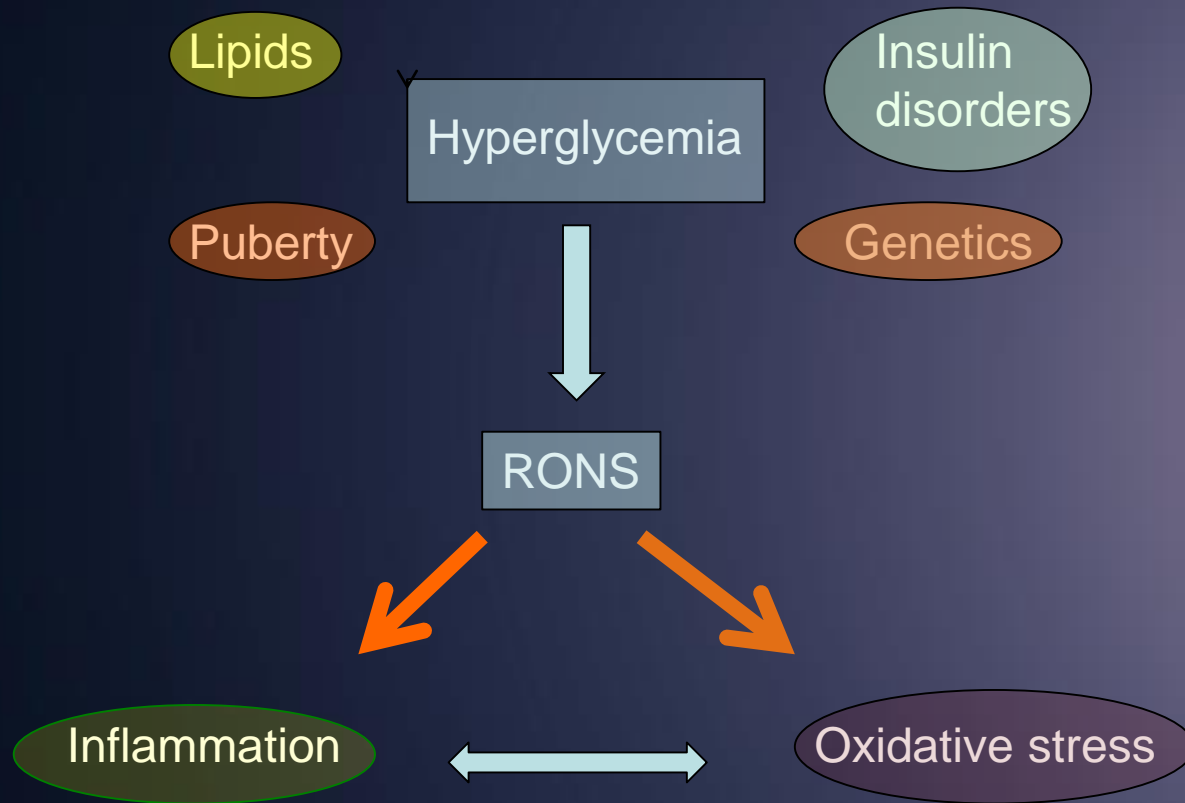 Lipids
Insulin
disorders
Hyperglycemia
Puberty
Genetics
RONS
Inflammation
Oxidative stress